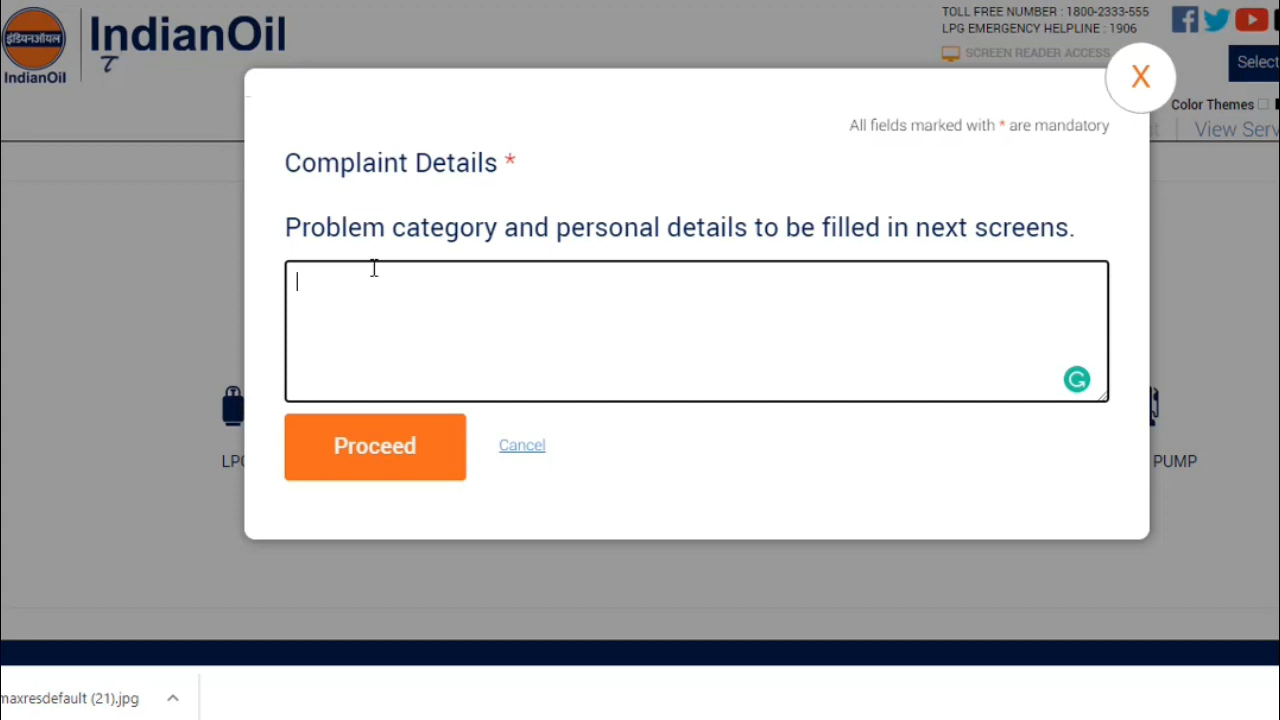 इंडियनऑयल
IndianOil
IndianOil
TOLL FREE NUMBER : 1800-2333-555
LPG EMERGENCY HELPLINE : 1906
SCREEN READER ACCESS
Select
Color Themes
View Serv
X
All fields marked with * are mandatory
Complaint Details *
Problem category and personal details to be filled in next screens.
Proceed
Cancel
LPG
PUMP
maxresdefault (21).jpg